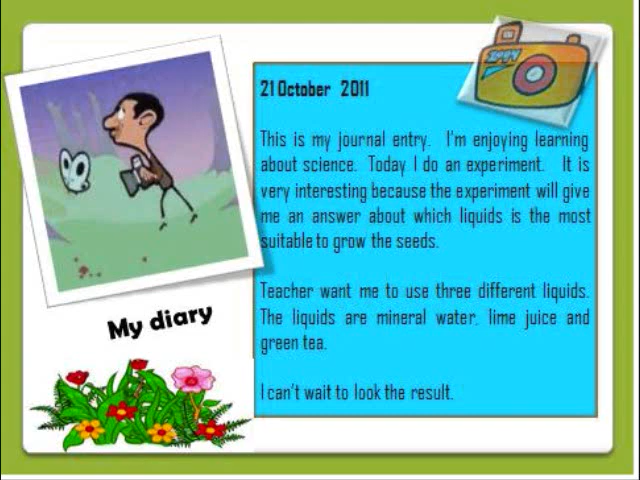 21 October 2011
This is my journal entry. I'm enjoying learning
about science. Today I do an experiment. It is
very interesting because the experiment will give
me an answer about which liquids is the most
suitable to grow the seeds.
Teacher want me to use three different liquids.
The liquids are mineral water, lime juice and
green tea.
I can't wait to look the result.
My diary